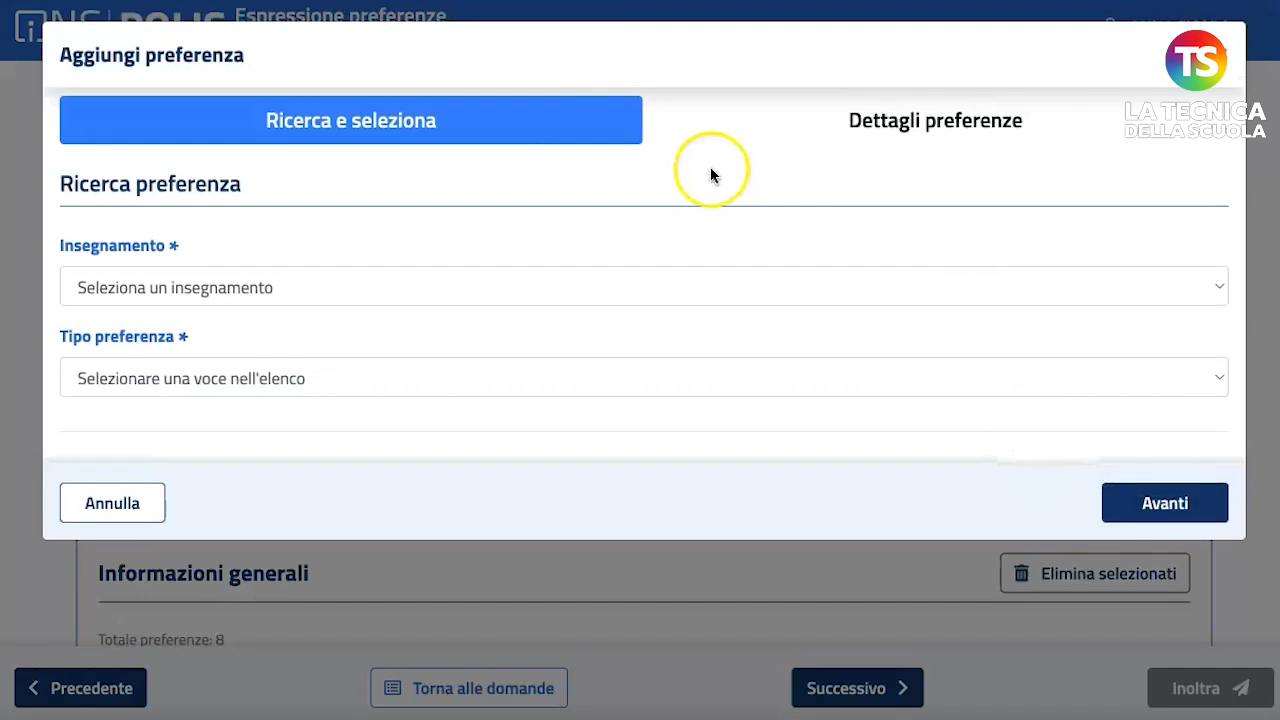 Espressione preferenze
POLIS
Aggiungi preferenza
TS
LA TECNICA
DELLA SCUOLA
Ricerca e seleziona
Dettagli preferenze
Ricerca preferenza
Insegnamento *
Seleziona un insegnamento
Tipo preferenza *
Selezionare una voce nell'elenco
Annulla
Avanti
Informazioni generali
Elimina selezionati
Totale preferenze: 8
Precedente
Torna alle domande
Successivo
Inoltra